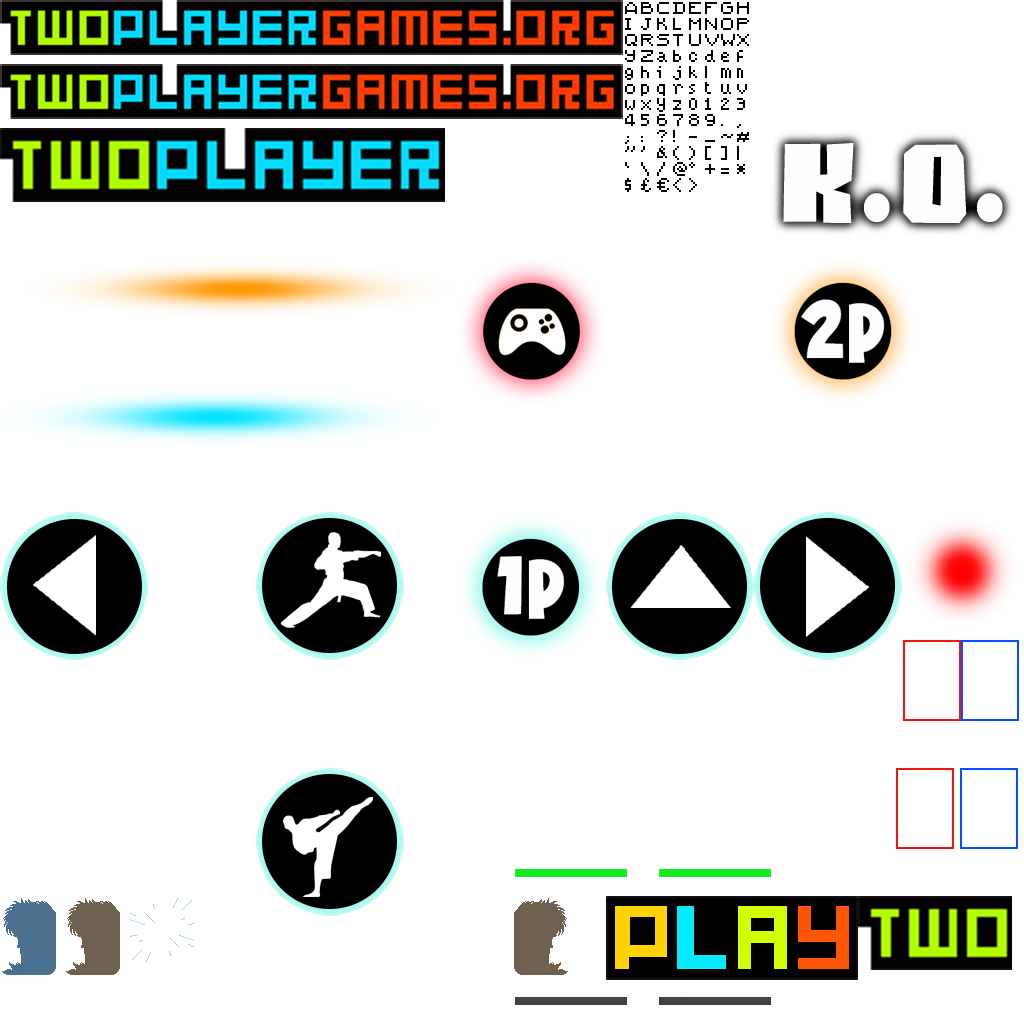 TWOPLAYERGAMES.ORG
TWOPLAYERGAMES.ORG
TWOPLAYER
ABCDEFGH
IJKLMNOP
QRSTUVWX
YZabcdef
ghijklmn
opqrstuv
wxyz0123
456789.,
;:?!-_~#
"'&()[]|
`\/@°+=*
$£€<>
K.O.
2P
1P
PLAY TWO